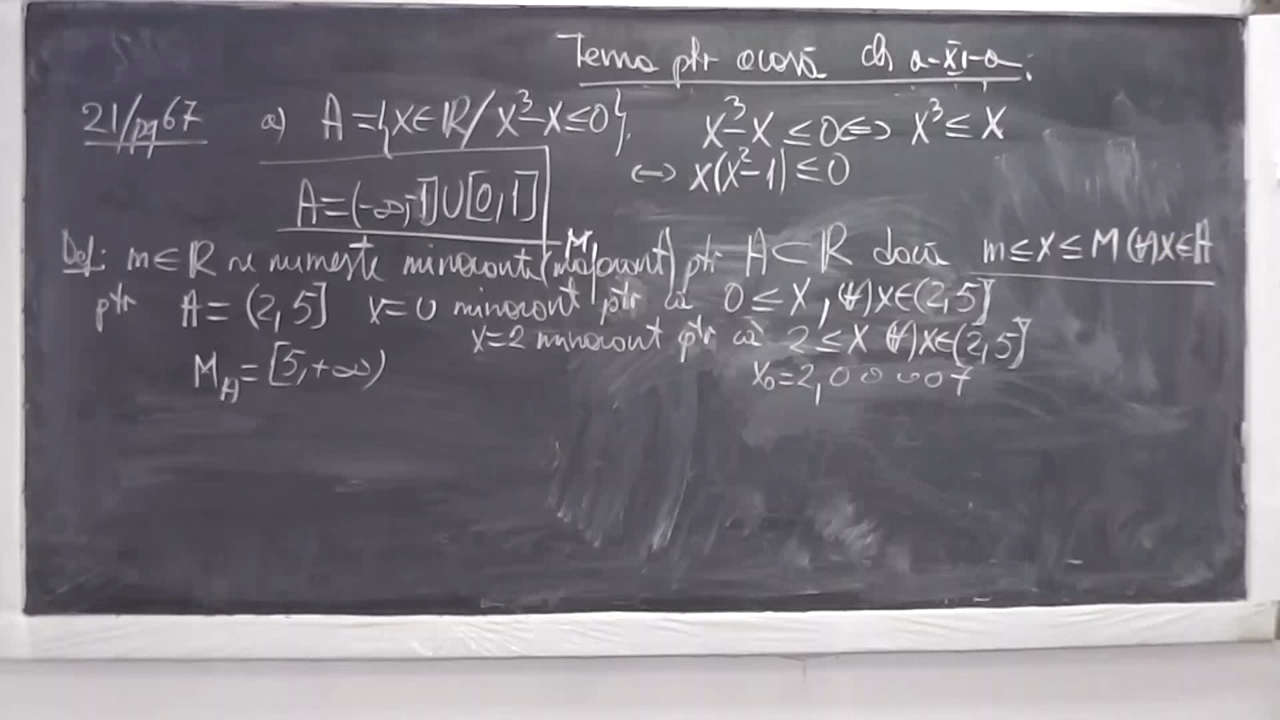 Tema ptr acasă cls a-XI-a:
21/pg67 a) A={x∈ℝ/x³-x≤0}. x³-x≤0⇔x³≤x
⇔x(x²-1)≤0
A=(-∞,-1]∪[0,1]
Def: m∈ℝ se numește minorant (M majorant) ptr A⊂ℝ dacă m≤x≤M (∀)x∈A
ptr A=(2,5] x=0 minorant ptr că 0≤x, (∀)x∈(2,5]
x=2 minorant ptr că 2≤x (∀)x∈(2,5]
M_A=[5,+∞) x₀=2,00007